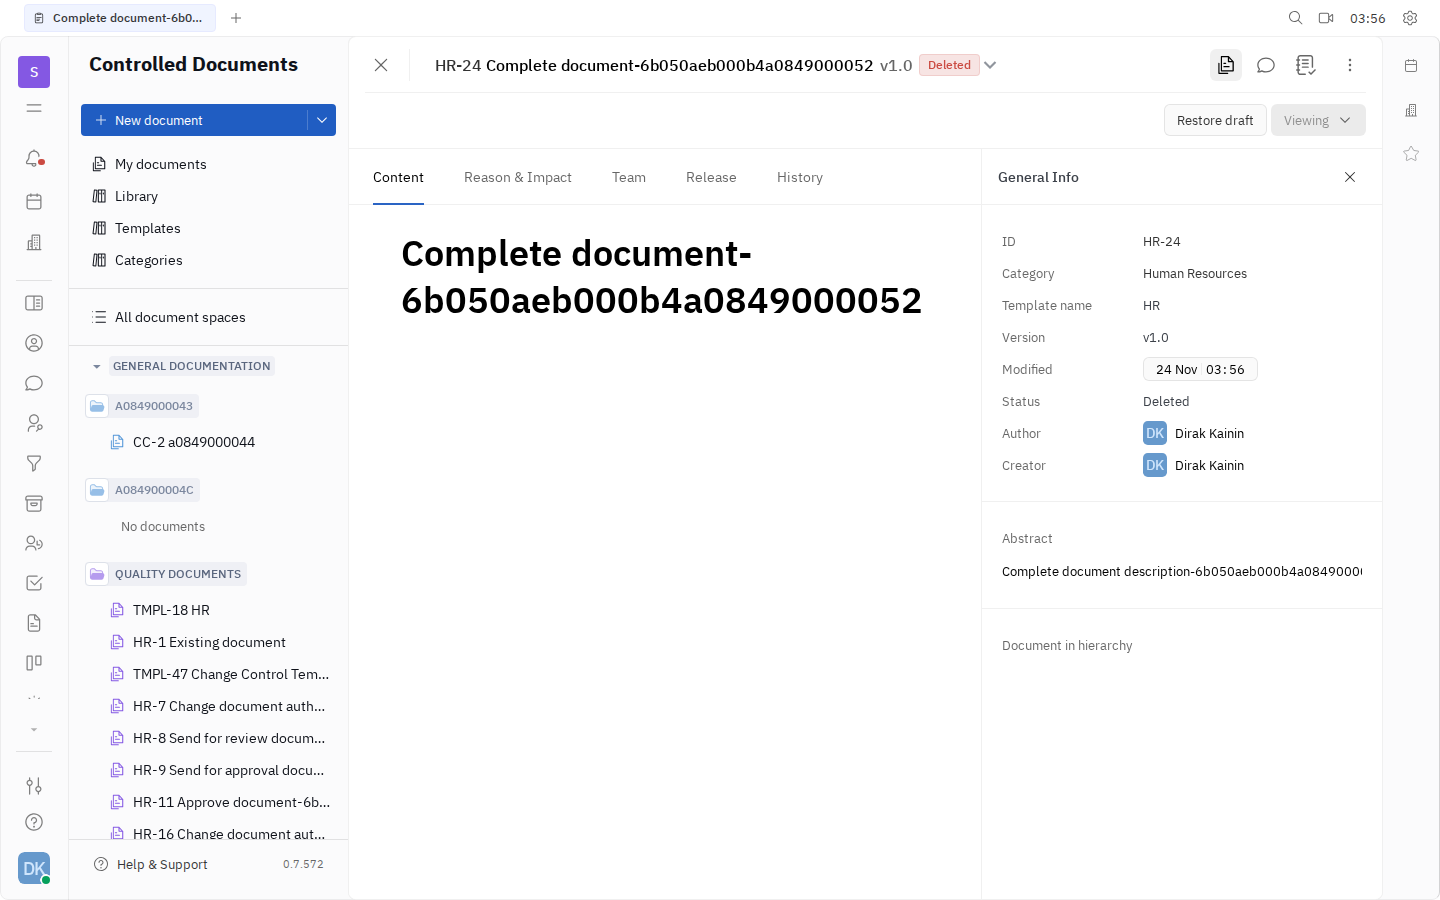 Complete document-6b0...
03:56
S
Controlled Documents
New document
My documents
Library
Templates
Categories
All document spaces
GENERAL DOCUMENTATION
A0849000043
CC-2 a0849000044
A084900004C
No documents
QUALITY DOCUMENTS
TMPL-18 HR
HR-1 Existing document
TMPL-47 Change Control Tem...
HR-7 Change document auth...
HR-8 Send for review docum...
HR-9 Send for approval docu...
HR-11 Approve document-6b...
HR-16 Change document aut...
Help & Support 0.7.572
DK
HR-24 Complete document-6b050aeb000b4a0849000052 v1.0 Deleted
Restore draft Viewing
Content Reason & Impact Team Release History
Complete document-
6b050aeb000b4a0849000052
General Info
ID HR-24
Category Human Resources
Template name HR
Version v1.0
Modified 24 Nov 03:56
Status Deleted
Author DK Dirak Kainin
Creator DK Dirak Kainin
Abstract
Complete document description-6b050aeb000b4a0849000
Document in hierarchy